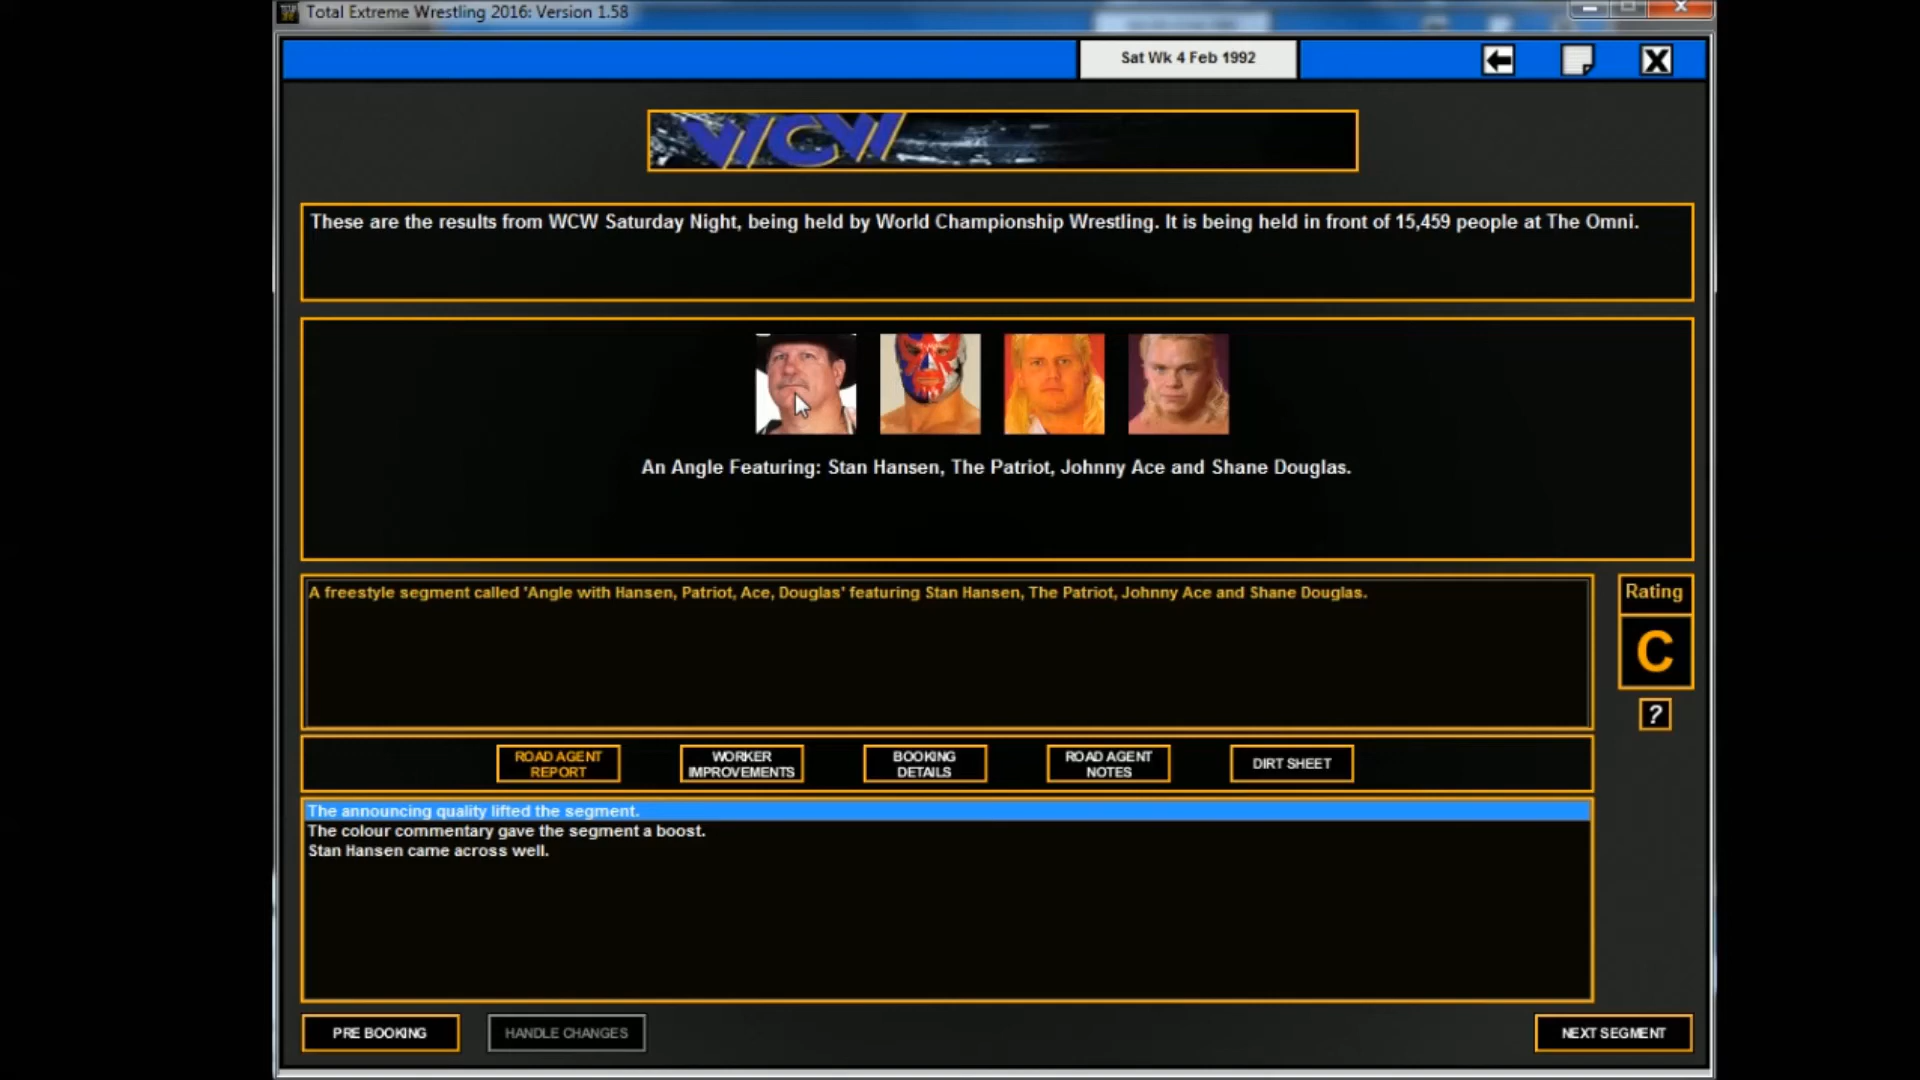 Total Extreme Wrestling 2016: Version 1.58
Sat Wk 4 Feb 1992
WCW
These are the results from WCW Saturday Night, being held by World Championship Wrestling. It is being held in front of 15,459 people at The Omni.
An Angle Featuring: Stan Hansen, The Patriot, Johnny Ace and Shane Douglas.
A freestyle segment called 'Angle with Hansen, Patriot, Ace, Douglas' featuring Stan Hansen, The Patriot, Johnny Ace and Shane Douglas.
Rating
C
?
ROAD AGENT REPORT
WORKER IMPROVEMENTS
BOOKING DETAILS
ROAD AGENT NOTES
DIRT SHEET
The announcing quality lifted the segment.
The colour commentary gave the segment a boost.
Stan Hansen came across well.
PRE BOOKING
HANDLE CHANGES
NEXT SEGMENT